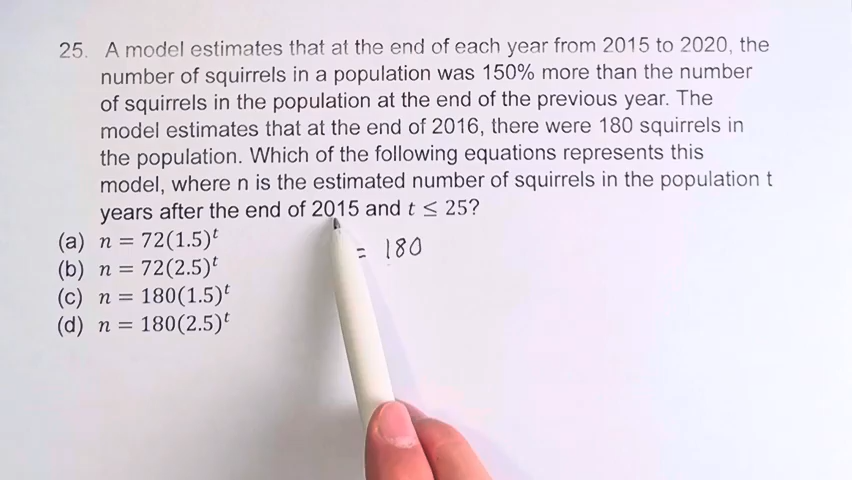 25. A model estimates that at the end of each year from 2015 to 2020, the
number of squirrels in a population was 150% more than the number
of squirrels in the population at the end of the previous year. The
model estimates that at the end of 2016, there were 180 squirrels in
the population. Which of the following equations represents this
model, where n is the estimated number of squirrels in the population t
years after the end of 2015 and t ≤ 25?
(a) n = 72(1.5)^t
(b) n = 72(2.5)^t
(c) n = 180(1.5)^t
(d) n = 180(2.5)^t
= 180